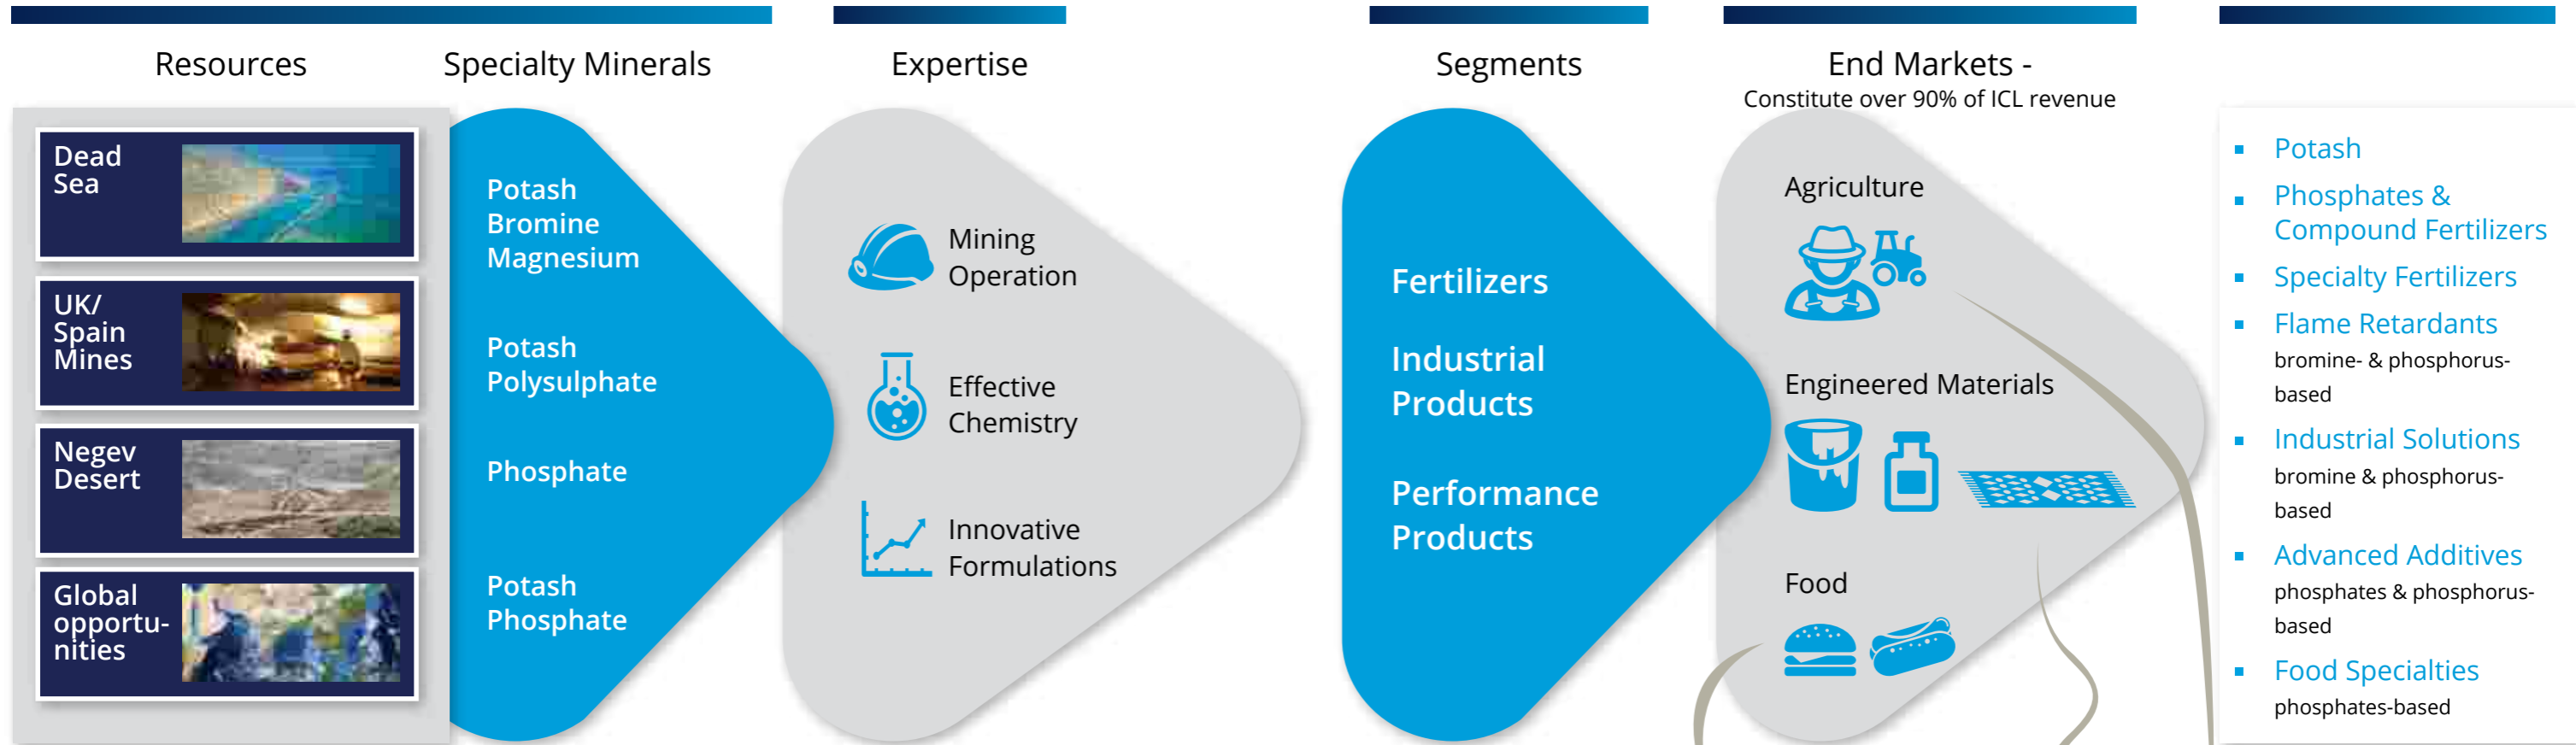 Resources
Specialty Minerals
Expertise
Segments
End Markets -
Constitute over 90% of ICL revenue
Dead
Sea
UK/
Spain
Mines
Negev
Desert
Global
opportu-
nities
Potash
Bromine
Magnesium
Potash
Polysulphate
Phosphate
Potash
Phosphate
Mining
Operation
Effective
Chemistry
Innovative
Formulations
Fertilizers
Industrial
Products
Performance
Products
Agriculture
Engineered Materials
Food
▪ Potash
▪ Phosphates &
Compound Fertilizers
▪ Specialty Fertilizers
▪ Flame Retardants
bromine- & phosphorus-
based
▪ Industrial Solutions
bromine & phosphorus-
based
▪ Advanced Additives
phosphates & phosphorus-
based
▪ Food Specialties
phosphates-based